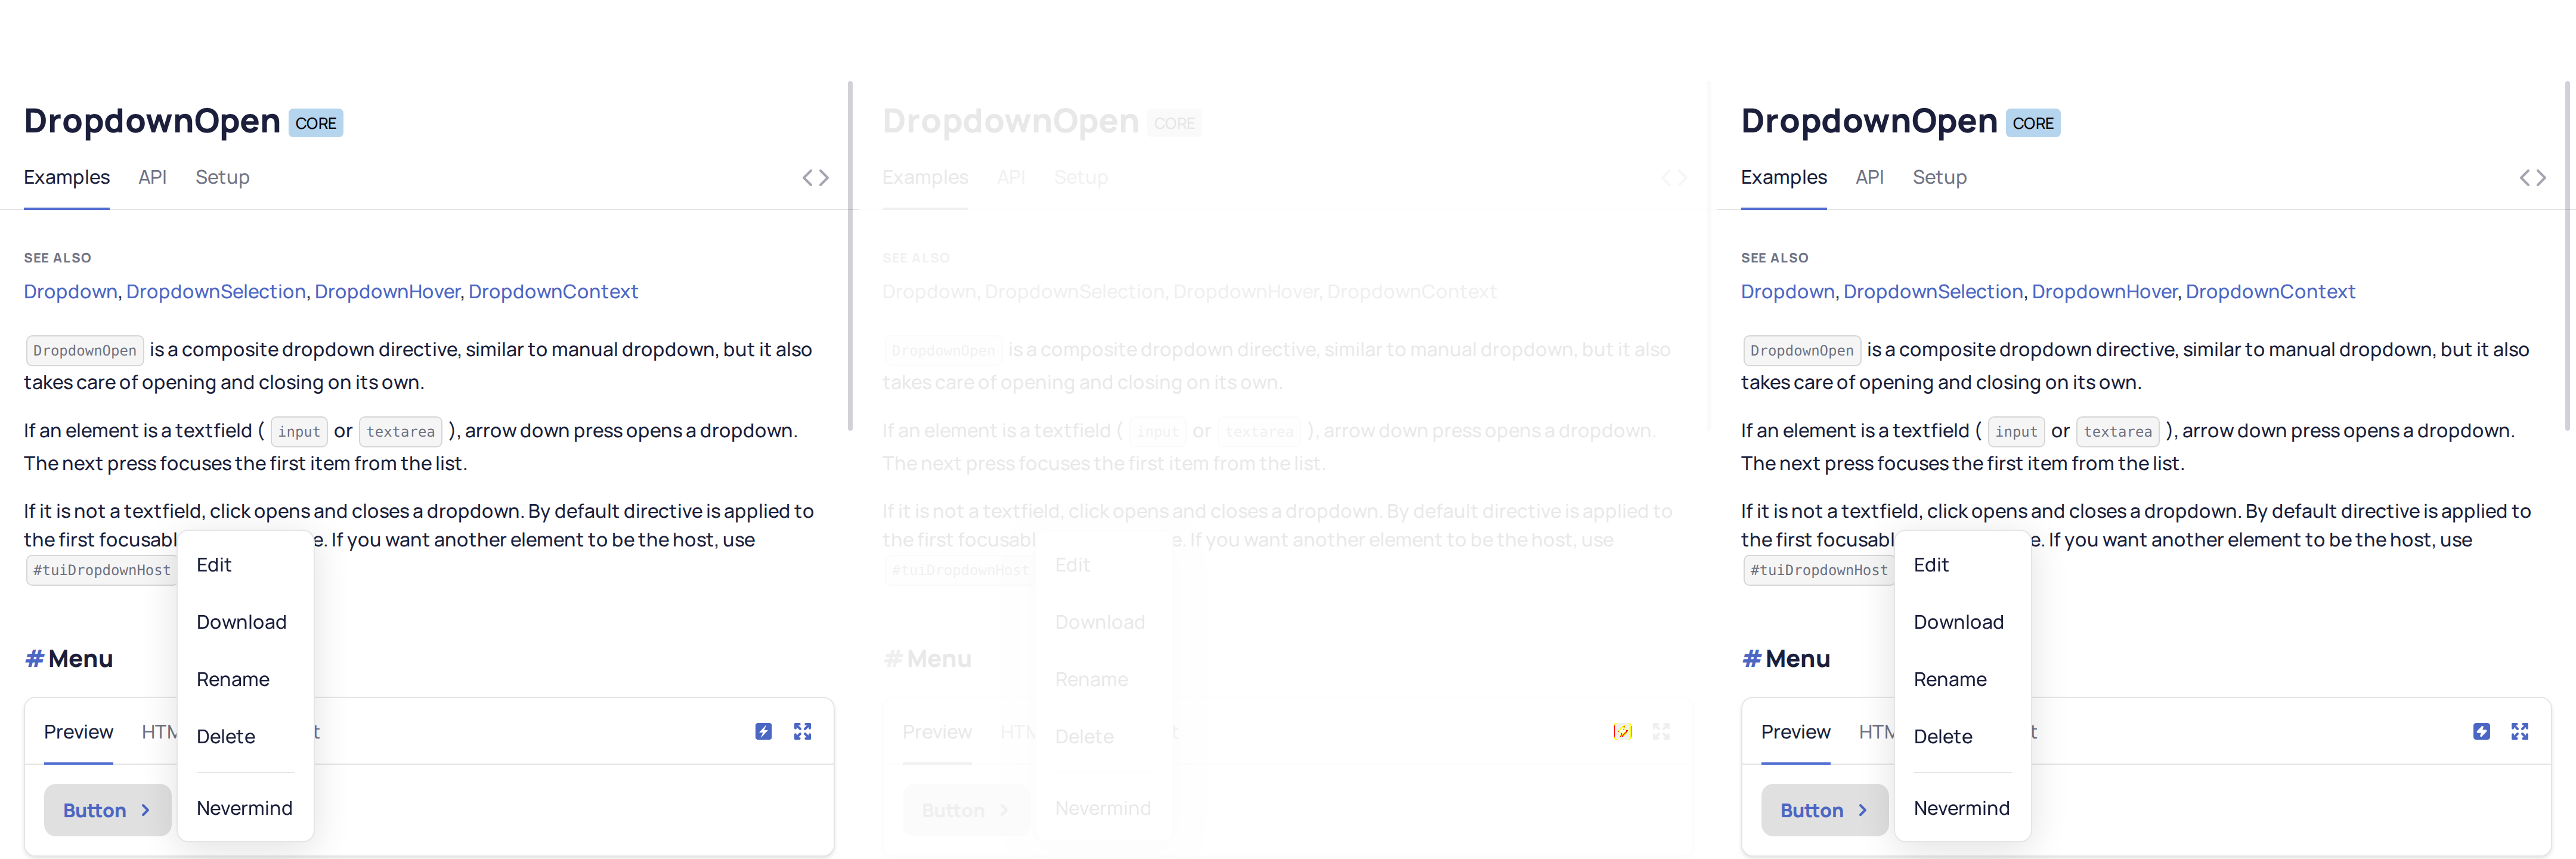 DropdownOpen CORE
Examples API Setup
SEE ALSO
Dropdown, DropdownSelection, DropdownHover, DropdownContext
DropdownOpen is a composite dropdown directive, similar to manual dropdown, but it also
takes care of opening and closing on its own.
If an element is a textfield ( input or textarea ), arrow down press opens a dropdown.
The next press focuses the first item from the list.
If it is not a textfield, click opens and closes a dropdown. By default directive is applied to
the first focusabl e. If you want another element to be the host, use
#tuiDropdownHost
Edit
Download
#Menu
Rename
Preview HTM t
Delete
Button
Nevermind
DropdownOpen CORE
Examples API Setup
SEE ALSO
Dropdown, DropdownSelection, DropdownHover, DropdownContext
DropdownOpen is a composite dropdown directive, similar to manual dropdown, but it also
takes care of opening and closing on its own.
If an element is a textfield ( input or textarea ), arrow down press opens a dropdown.
The next press focuses the first item from the list.
If it is not a textfield, click opens and closes a dropdown. By default directive is applied to
the first focusabl e. If you want another element to be the host, use
#tuiDropdownHost
Edit
Download
#Menu
Rename
Preview HTM t
Delete
Button
Nevermind
DropdownOpen CORE
Examples API Setup
SEE ALSO
Dropdown, DropdownSelection, DropdownHover, DropdownContext
DropdownOpen is a composite dropdown directive, similar to manual dropdown, but it also
takes care of opening and closing on its own.
If an element is a textfield ( input or textarea ), arrow down press opens a dropdown.
The next press focuses the first item from the list.
If it is not a textfield, click opens and closes a dropdown. By default directive is applied to
the first focusabl e. If you want another element to be the host, use
#tuiDropdownHost
Edit
Download
#Menu
Rename
Preview HTM t
Delete
Button
Nevermind